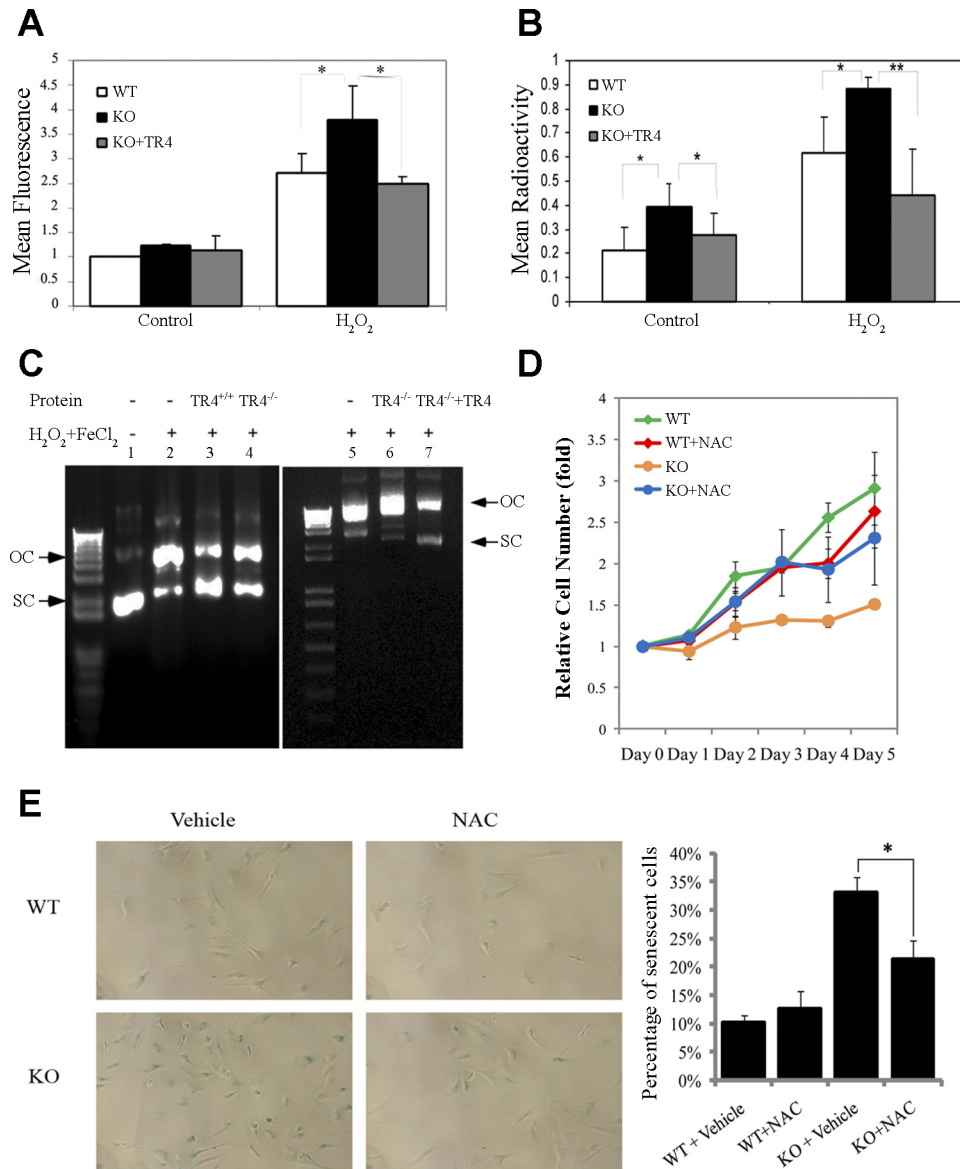 A
Mean Fluorescence
5
4.5
4
3.5
3
2.5
2
1.5
1
0.5
0
WT
KO
KO+TR4
* *
Control H₂O₂
B
Mean Radioactivity
1
0.9
0.8
0.7
0.6
0.5
0.4
0.3
0.2
0.1
0
WT
KO
KO+TR4
* *
* **
Control H₂O₂
C
Protein - - TR4+/+ TR4-/- - TR4-/- TR4-/-+TR4
H₂O₂+FeCl₂ - + + + + + +
1 2 3 4 5 6 7
OC
SC
OC
SC
D
Relative Cell Number (fold)
4
3.5
3
2.5
2
1.5
1
0.5
0
WT
WT+NAC
KO
KO+NAC
Day 0 Day 1 Day 2 Day 3 Day 4 Day 5
E
Vehicle NAC
WT
KO
Percentage of senescent cells
40%
35%
30%
25%
20%
15%
10%
5%
0%
*
WT + Vehicle
WT+NAC
KO + Vehicle
KO+NAC